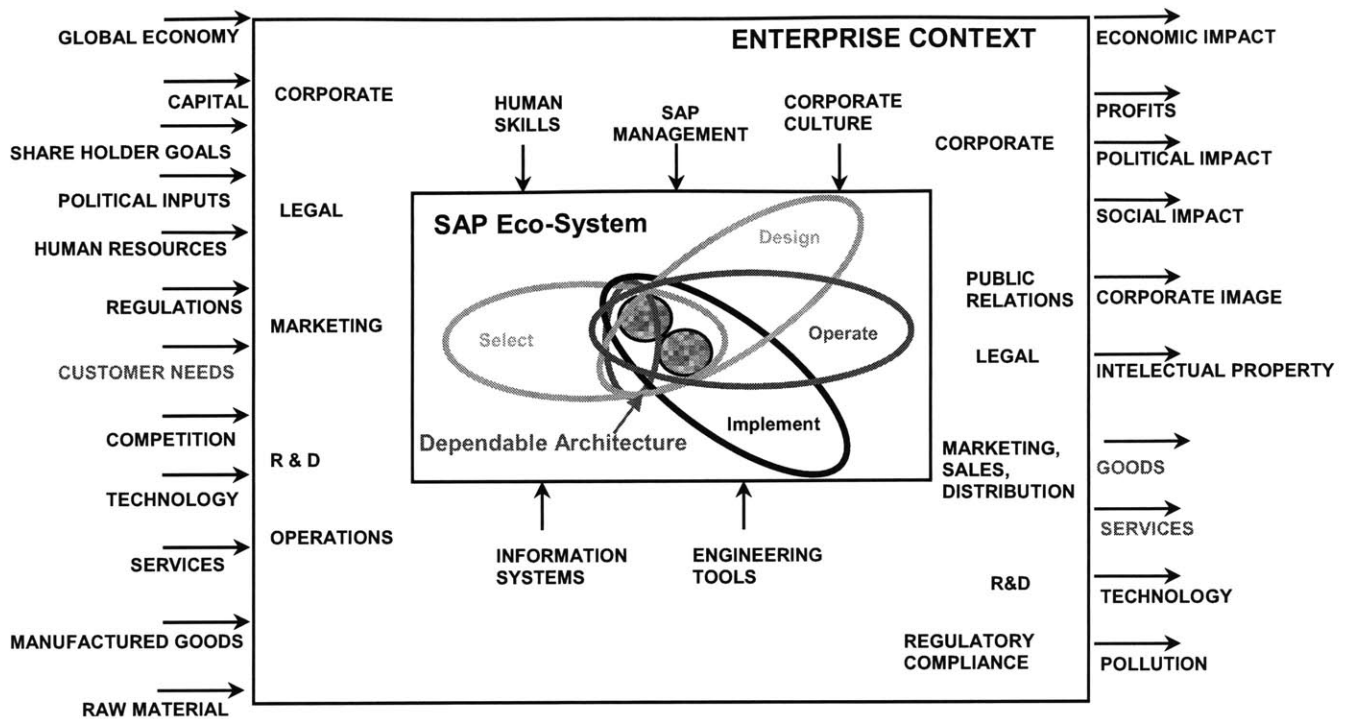 GLOBAL ECONOMY
CAPITAL
SHARE HOLDER GOALS
POLITICAL INPUTS
HUMAN RESOURCES
REGULATIONS
CUSTOMER NEEDS
COMPETITION
TECHNOLOGY
SERVICES
MANUFACTURED GOODS
RAW MATERIAL
ENTERPRISE CONTEXT
CORPORATE
LEGAL
MARKETING
R & D
OPERATIONS
HUMAN
SKILLS
SAP
MANAGEMENT
CORPORATE
CULTURE
SAP Eco-System
Design
Select
Operate
Implement
Dependable Architecture
INFORMATION
SYSTEMS
ENGINEERING
TOOLS
CORPORATE
PUBLIC
RELATIONS
LEGAL
MARKETING,
SALES,
DISTRIBUTION
R&D
REGULATORY
COMPLIANCE
ECONOMIC IMPACT
PROFITS
POLITICAL IMPACT
SOCIAL IMPACT
CORPORATE IMAGE
INTELECTUAL PROPERTY
GOODS
SERVICES
TECHNOLOGY
POLLUTION